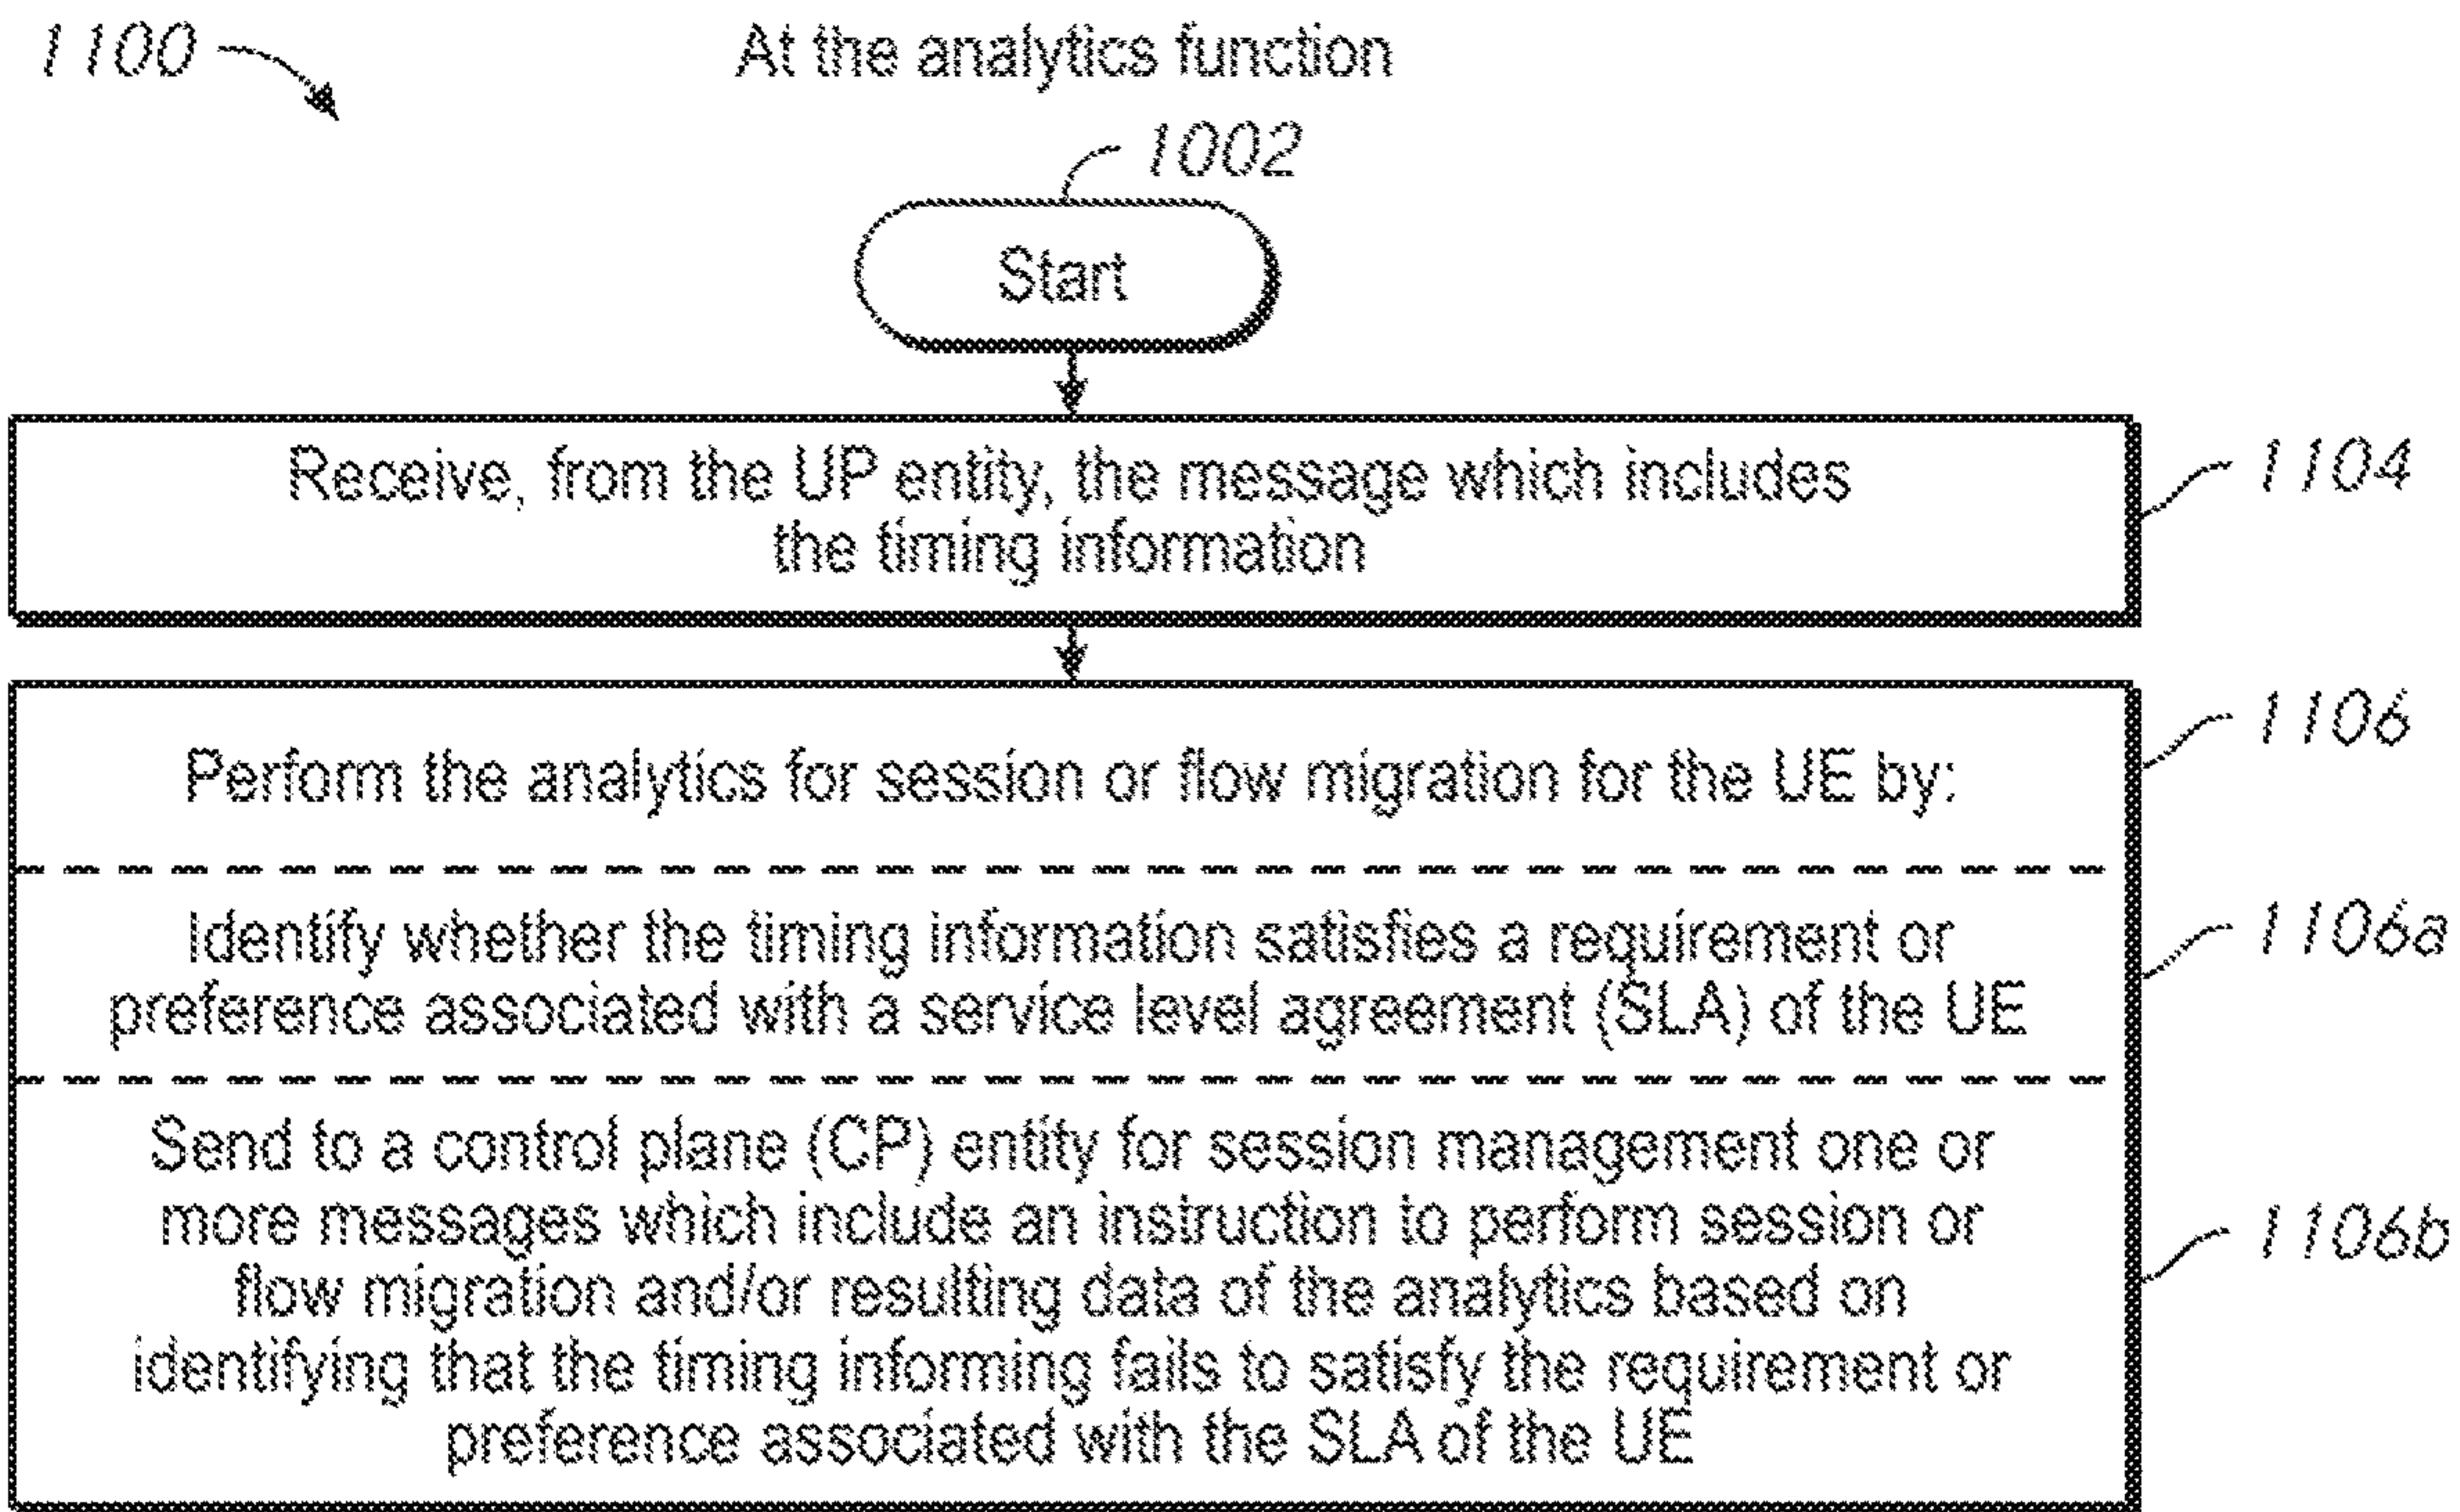 1100
At the analytics function
1002
Start
Receive, from the UP entity, the message which includes
the timing information
1104
Perform the analytics for session or flow migration for the UE by:
1106
Identify whether the timing information satisfies a requirement or
preference associated with a service level agreement (SLA) of the UE
1106a
Send to a control plane (CP) entity for session management one or
more messages which include an instruction to perform session or
flow migration and/or resulting data of the analytics based on
identifying that the timing informing fails to satisfy the requirement or
preference associated with the SLA of the UE
1106b